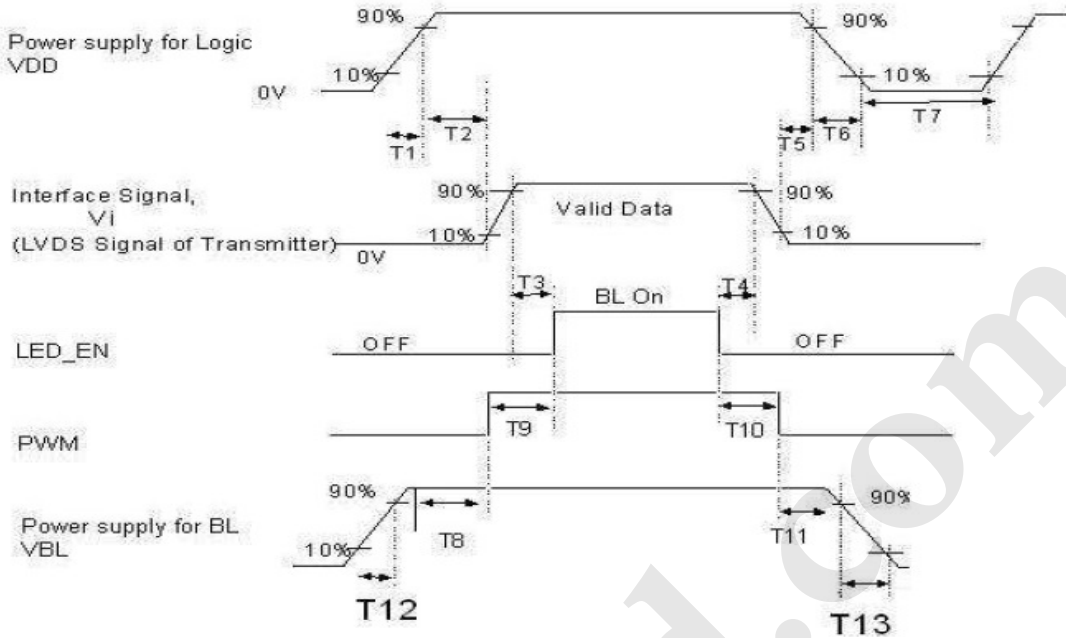 90%
90%
Power supply for Logic
VDD
10%
10%
0V
T1
T2
T5
T6
T7
Interface Signal,
Vi
(LVDS Signal of Transmitter)
90%
Valid Data
90%
10%
10%
0V
T3
BL On
T4
LED_EN
OFF
OFF
PWM
T9
T10
90%
90%
Power supply for BL
VBL
T8
T11
10%
T12
T13
d.com